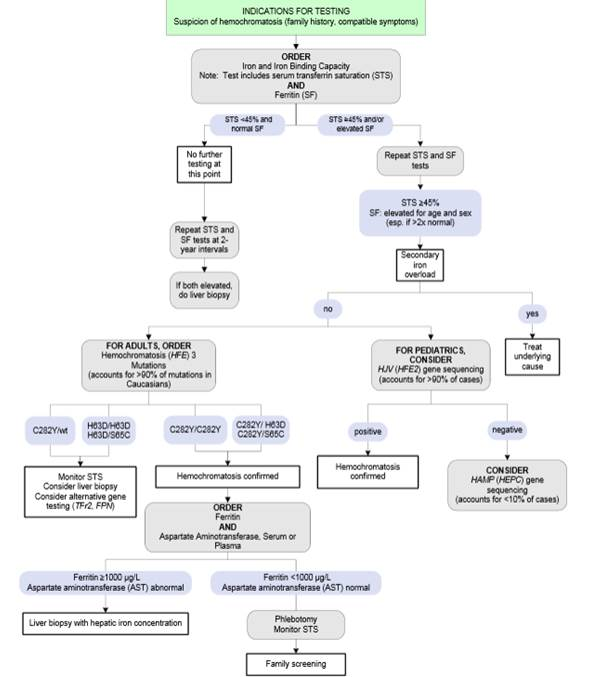 INDICATIONS FOR TESTING
Suspicion of hemochromatosis (family history, compatible symptoms)
ORDER
Iron and Iron Binding Capacity
Note: Test includes serum transferrin saturation (STS)
AND
Ferritin (SF)
STS <45% and
normal SF
STS ≥45% and/or
elevated SF
No further
testing at
this point
Repeat STS and SF
tests
Repeat STS and
SF tests at 2-
year intervals
STS ≥45%
SF: elevated for age and sex
(esp. if >2x normal)
If both elevated,
do liver biopsy
Secondary
iron
overload
no
yes
FOR ADULTS, ORDER
Hemochromatosis (HFE) 3
Mutations
(accounts for >90% of mutations in
Caucasians)
FOR PEDIATRICS,
CONSIDER
HJV (HFE2) gene sequencing
(accounts for >90% of cases)
Treat
underlying
cause
C282Y/wt
H63D/H63D
H63D/S65C
C282Y/C282Y
C282Y/ H63D
C282Y/S65C
positive
negative
Monitor STS
Consider liver biopsy
Consider alternative gene
testing (TFr2, FPN)
Hemochromatosis confirmed
Hemochromatosis
confirmed
CONSIDER
HAMP (HEPC) gene
sequencing
(accounts for <10% of cases)
ORDER
Ferritin
AND
Aspartate Aminotransferase, Serum or
Plasma
Ferritin ≥1000 µg/L
Aspartate aminotransferase (AST) abnormal
Ferritin <1000 µg/L
Aspartate aminotransferase (AST) normal
Liver biopsy with hepatic iron concentration
Phlebotomy
Monitor STS
Family screening